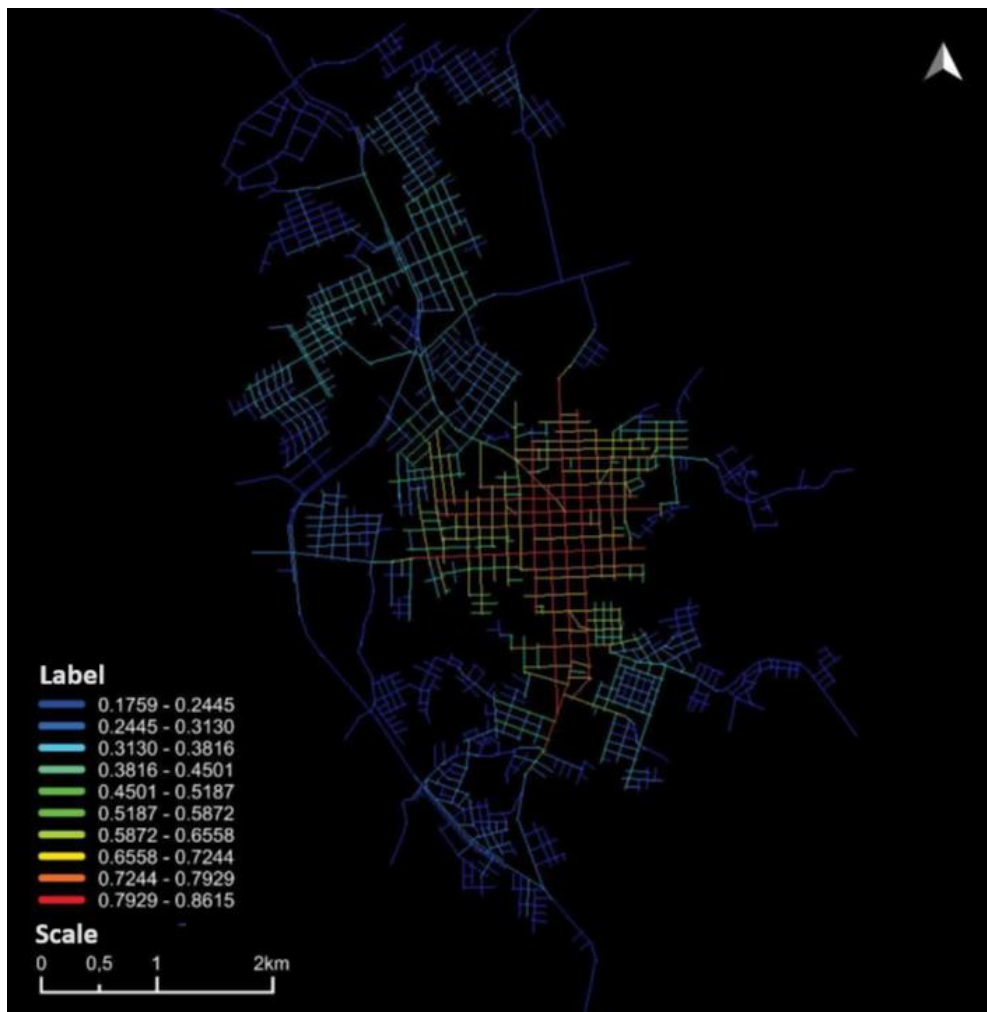 Label
0.1759 - 0.2445
0.2445 - 0.3130
0.3130 - 0.3816
0.3816 - 0.4501
0.4501 - 0.5187
0.5187 - 0.5872
0.5872 - 0.6558
0.6558 - 0.7244
0.7244 - 0.7929
0.7929 - 0.8615
Scale
0 0,5 1 2km